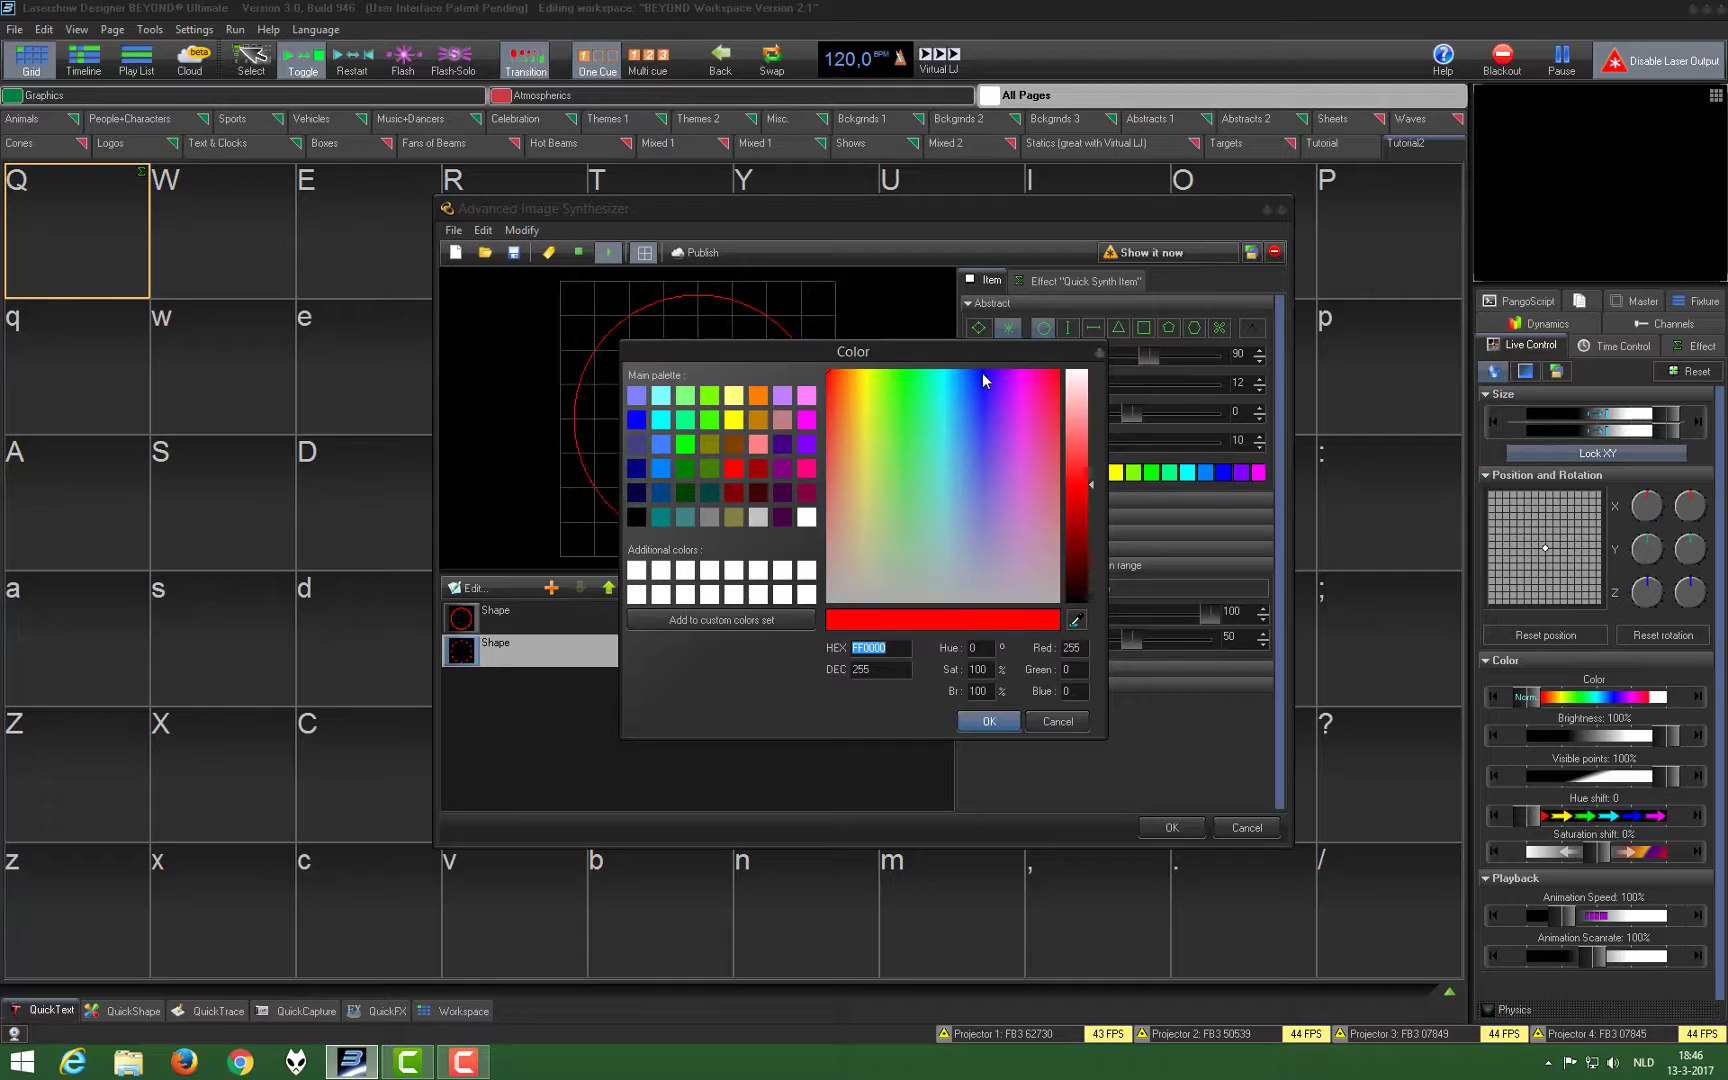 Lasershow Designer BEYOND® Ultimate Version 3.0, Build 946 (User Interface Patent Pending) Editing workspace: "BEYOND Workspace Version 2.1"
File Edit View Page Tools Settings Run Help Language
Grid Timeline Play List Cloud beta Select Toggle Restart Flash Flash-Solo Transition One Cue Multi cue Back Swap 120,0 BPM Virtual LJ Help Blackout Pause Disable Laser Output
Graphics Atmospherics All Pages
Animals People+Characters Sports Vehicles Music+Dancers Celebration Themes 1 Themes 2 Misc. Bckgrnds 1 Bckgrnds 2 Bckgrnds 3 Abstracts 1 Abstracts 2 Sheets Waves
Cones Logos Text & Clocks Boxes Fans of Beams Hot Beams Mixed 1 Mixed 1 Shows Mixed 2 Statics (great with Virtual LJ) Targets Tutorial Tutorial2
Q W E R T Y U I O P
Advanced Image Synthesizer
File Edit Modify
Publish Show it now
Item Effect "Quick Synth Item"
Abstract
90
12
0
10
n range
100
50
Edit...
Shape
Shape
OK Cancel
Color
Main palette :
Additional colors :
Add to custom colors set
HEX FF0000 Hue: 0 º Red: 255
DEC 255 Sat: 100 % Green: 0
Br: 100 % Blue: 0
OK Cancel
q w e p
A S D :
a s d ;
Z X C ?
z x c v b n m , . /
PangoScript Master Fixture
Dynamics Channels
Live Control Time Control Effect
Reset
Size
Lock XY
Position and Rotation
X
Y
Z
Reset position Reset rotation
Color
Color
Norm
Brightness: 100%
Visible points: 100%
Hue shift: 0
Saturation shift: 0%
Playback
Animation Speed: 100%
Animation Scanrate: 100%
Physics
QuickText QuickShape QuickTrace QuickCapture QuickFX Workspace
Projector 1: FB3 62730 43 FPS Projector 2: FB3 50539 44 FPS Projector 3: FB3 07849 44 FPS Projector 4: FB3 07845 44 FPS
NLD 18:46
13-3-2017